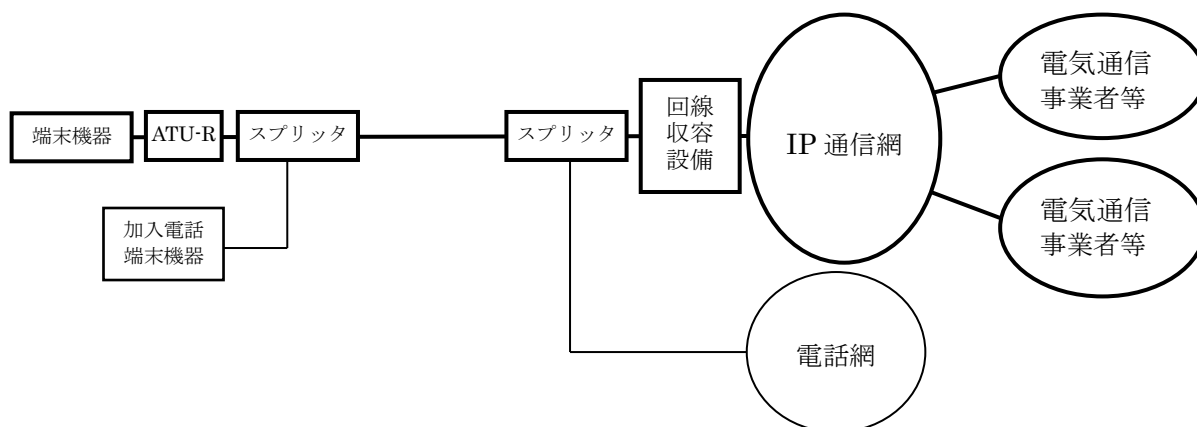 端末機器
ATU-R
スプリッタ
スプリッタ
回線
収容
設備
IP 通信網
電気通信
事業者等
電気通信
事業者等
加入電話
端末機器
電話網